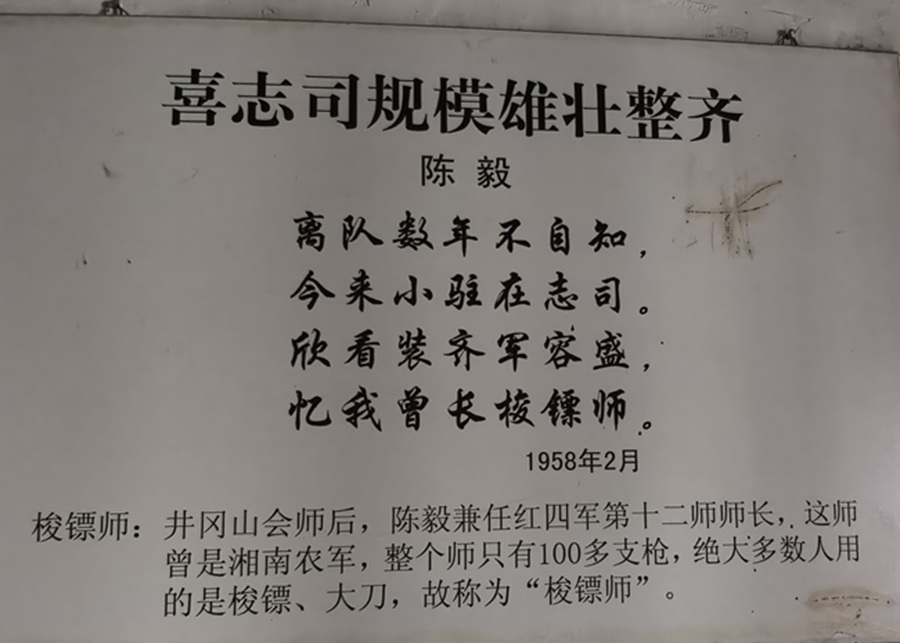 喜志司规模雄壮整齐
陈 毅
离队数年不自知，
今来小驻在志司。
欣看装齐军容盛，
忆我曾长梭镖师。
1958年2月
梭镖师：井冈山会师后，陈毅兼任红四军第十二师师长，这师
曾是湘南农军，整个师只有100多支枪，绝大多数人用
的是梭镖、大刀，故称为“梭镖师”。